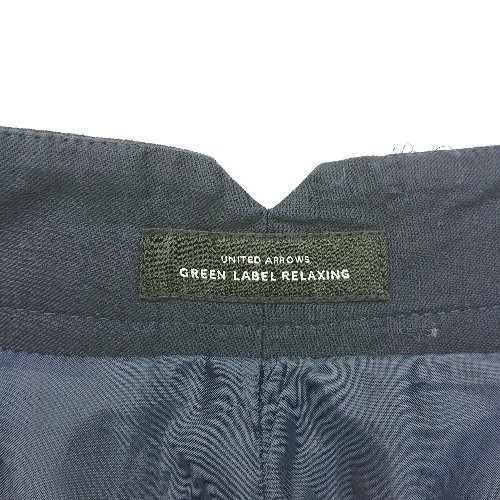 UNITED ARROWS
GREEN LABEL RELAXING